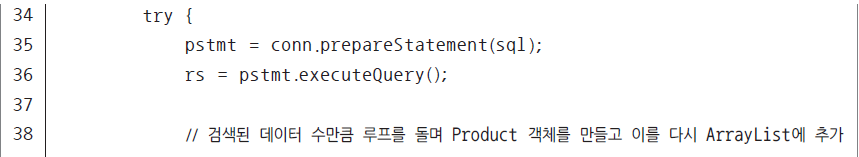 34 try {
35 pstmt = conn.prepareStatement(sql);
36 rs = pstmt.executeQuery();
37
38 // 검색된 데이터 수만큼 루프를 돌며 Product 객체를 만들고 이를 다시 ArrayList에 추가